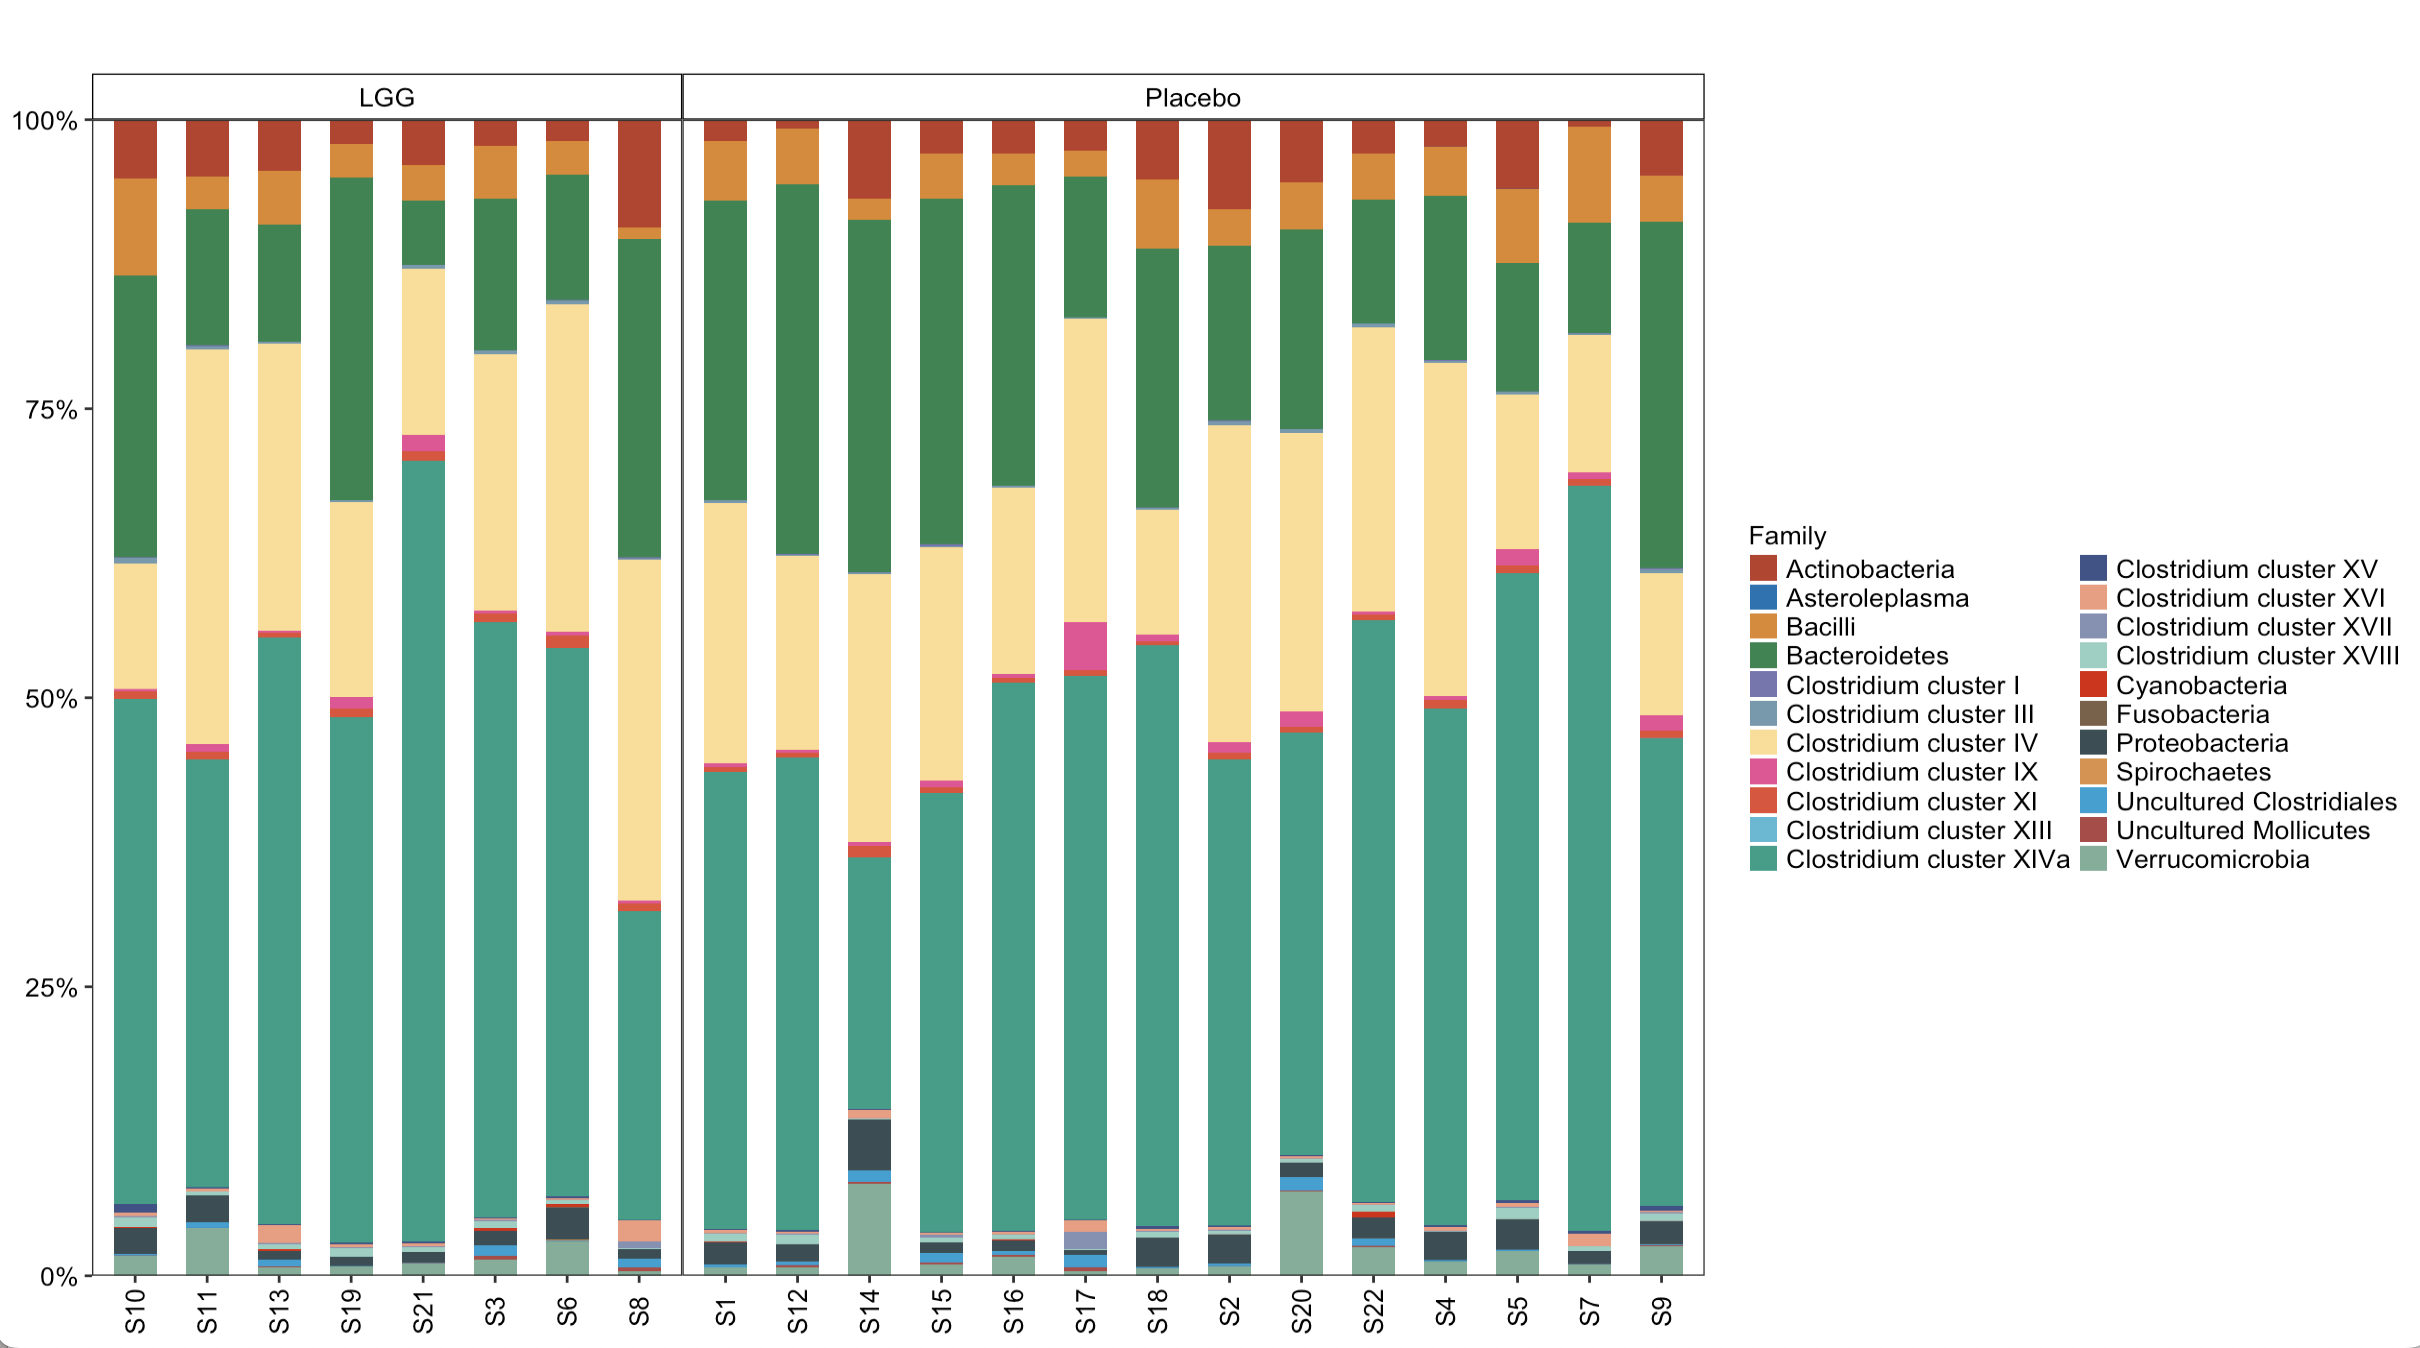 LGG
Placebo
100%
75%
50%
25%
0%
S10
S11
S13
S19
S21
S3
S6
S8
S1
S12
S14
S15
S16
S17
S18
S2
S20
S22
S4
S5
S7
S9
Family
Actinobacteria
Asteroleplasma
Bacilli
Bacteroidetes
Clostridium cluster I
Clostridium cluster III
Clostridium cluster IV
Clostridium cluster IX
Clostridium cluster XI
Clostridium cluster XIII
Clostridium cluster XIVa
Clostridium cluster XV
Clostridium cluster XVI
Clostridium cluster XVII
Clostridium cluster XVIII
Cyanobacteria
Fusobacteria
Proteobacteria
Spirochaetes
Uncultured Clostridiales
Uncultured Mollicutes
Verrucomicrobia